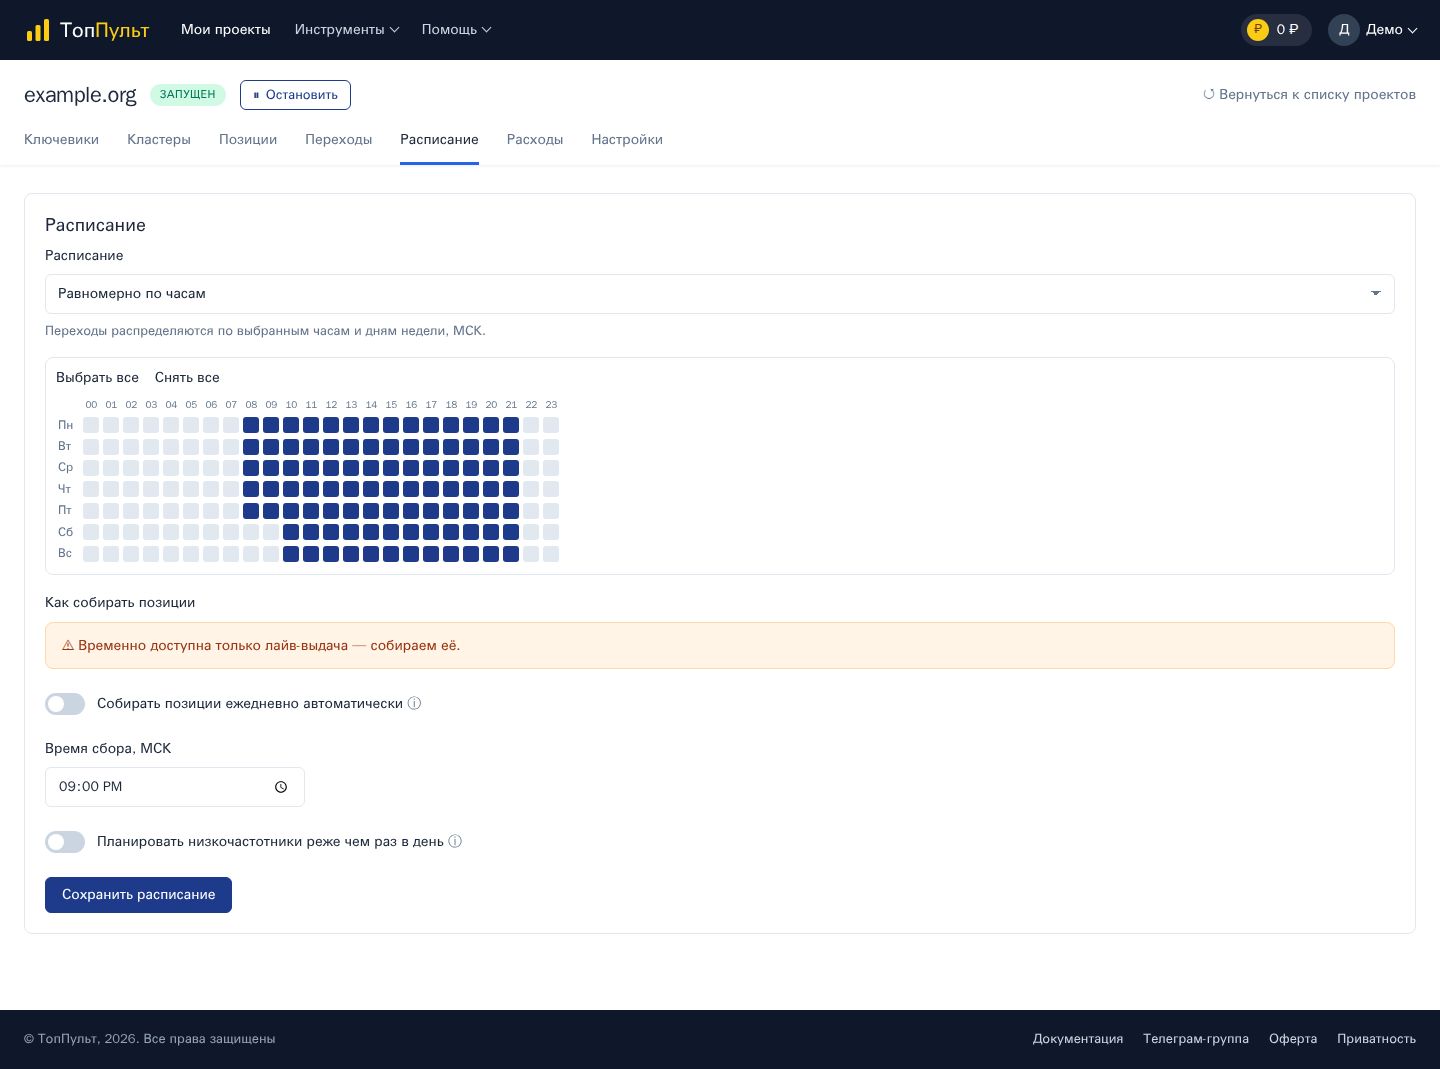 ТопПульт Мои проекты Инструменты Помощь ₽ 0 ₽ Д Демо
example.org ЗАПУЩЕН Остановить Вернуться к списку проектов
Ключевики Кластеры Позиции Переходы Расписание Расходы Настройки
Расписание
Расписание
Равномерно по часам
Переходы распределяются по выбранным часам и дням недели, МСК.
Выбрать все Снять все
00 01 02 03 04 05 06 07 08 09 10 11 12 13 14 15 16 17 18 19 20 21 22 23
Пн
Вт
Ср
Чт
Пт
Сб
Вс
Как собирать позиции
⚠ Временно доступна только лайв-выдача — собираем её.
Собирать позиции ежедневно автоматически ⓘ
Время сбора, МСК
09:00 PM
Планировать низкочастотники реже чем раз в день ⓘ
Сохранить расписание
© ТопПульт, 2026. Все права защищены Документация Телеграм-группа Оферта Приватность